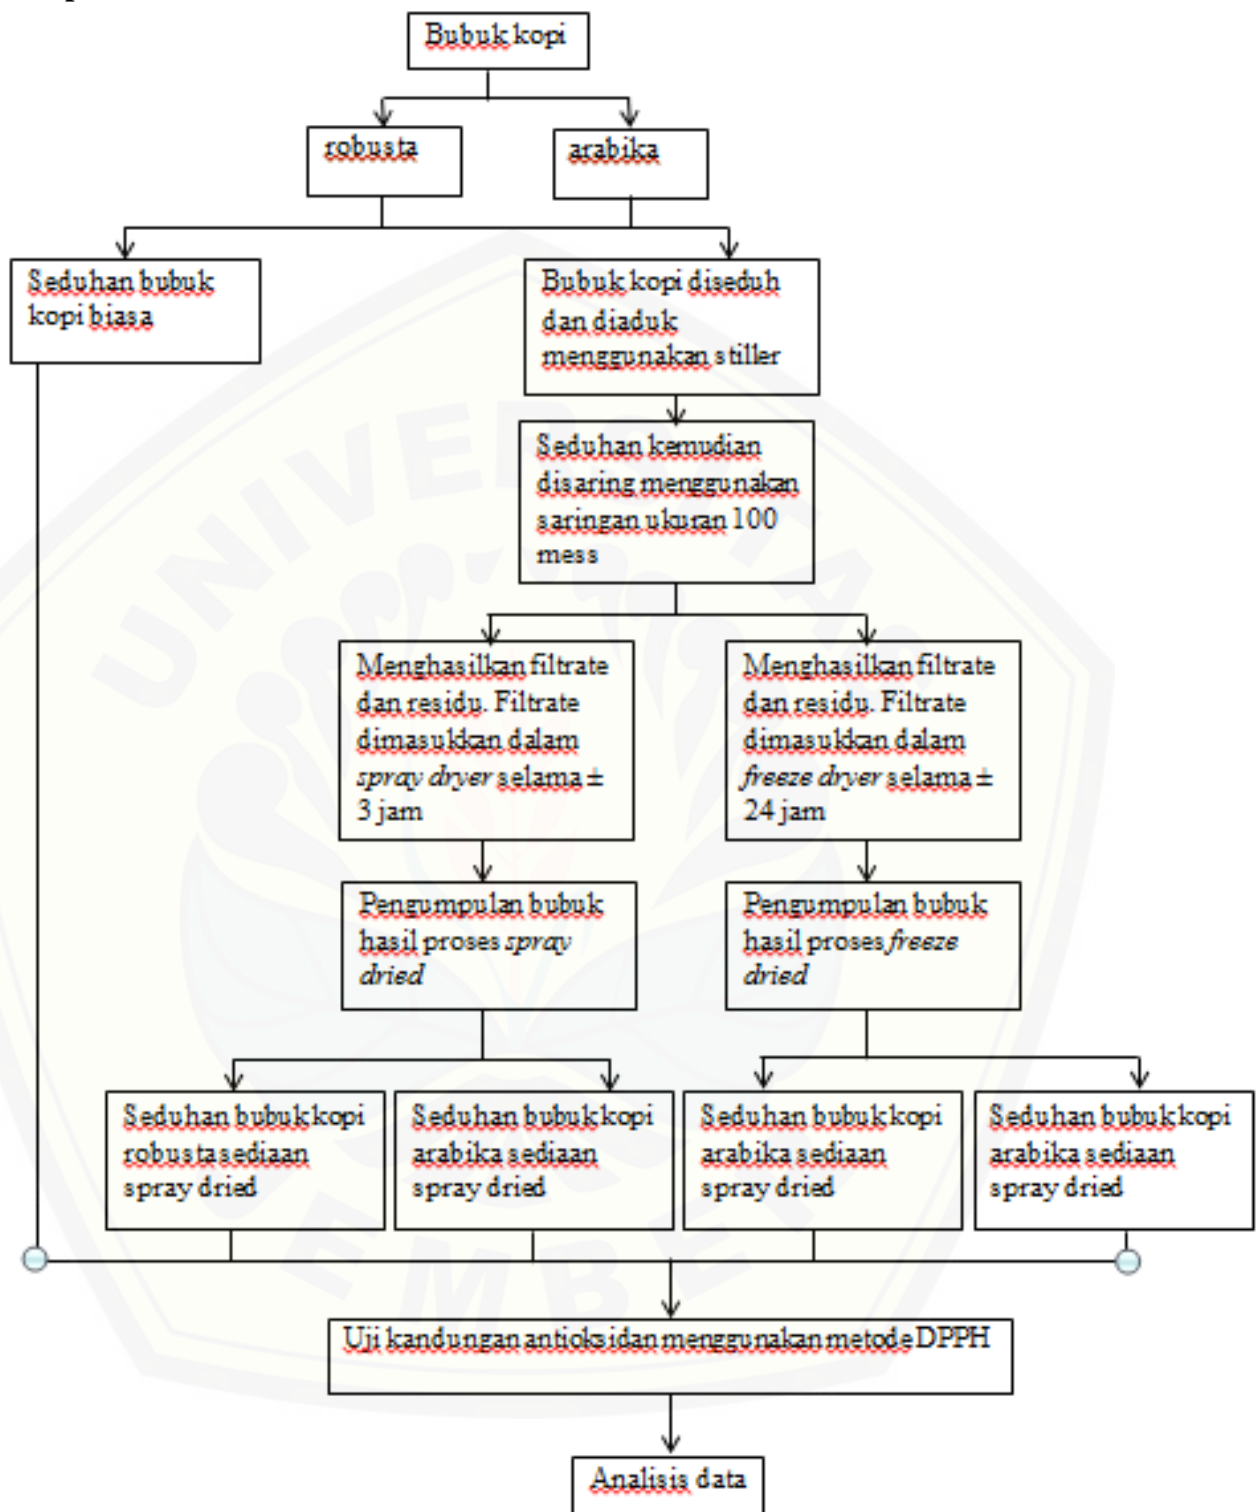 Bubuk kopi
robusta
arabika
Seduhan bubuk
kopi biasa
Bubuk kopi diseduh
dan diaduk
menggunakan stiller
Seduhan kemudian
disaring menggunakan
saringan ukuran 100
mess
Menghasilkan filtrate
dan residu. Filtrate
dimasukkan dalam
spray dryer selama ±
3 jam
Menghasilkan filtrate
dan residu. Filtrate
dimasukkan dalam
freeze dryer selama ±
24 jam
Pengumpulan bubuk
hasil proses spray
dried
Pengumpulan bubuk
hasil proses freeze
dried
Seduhan bubuk kopi
robusta sediaan
spray dried
Seduhan bubuk kopi
arabika sediaan
spray dried
Seduhan bubuk kopi
arabika sediaan
spray dried
Seduhan bubuk kopi
arabika sediaan
spray dried
Uji kandungan antioksidan menggunakan metode DPPH
Analisis data
UNIVERSITAS
JEMBER